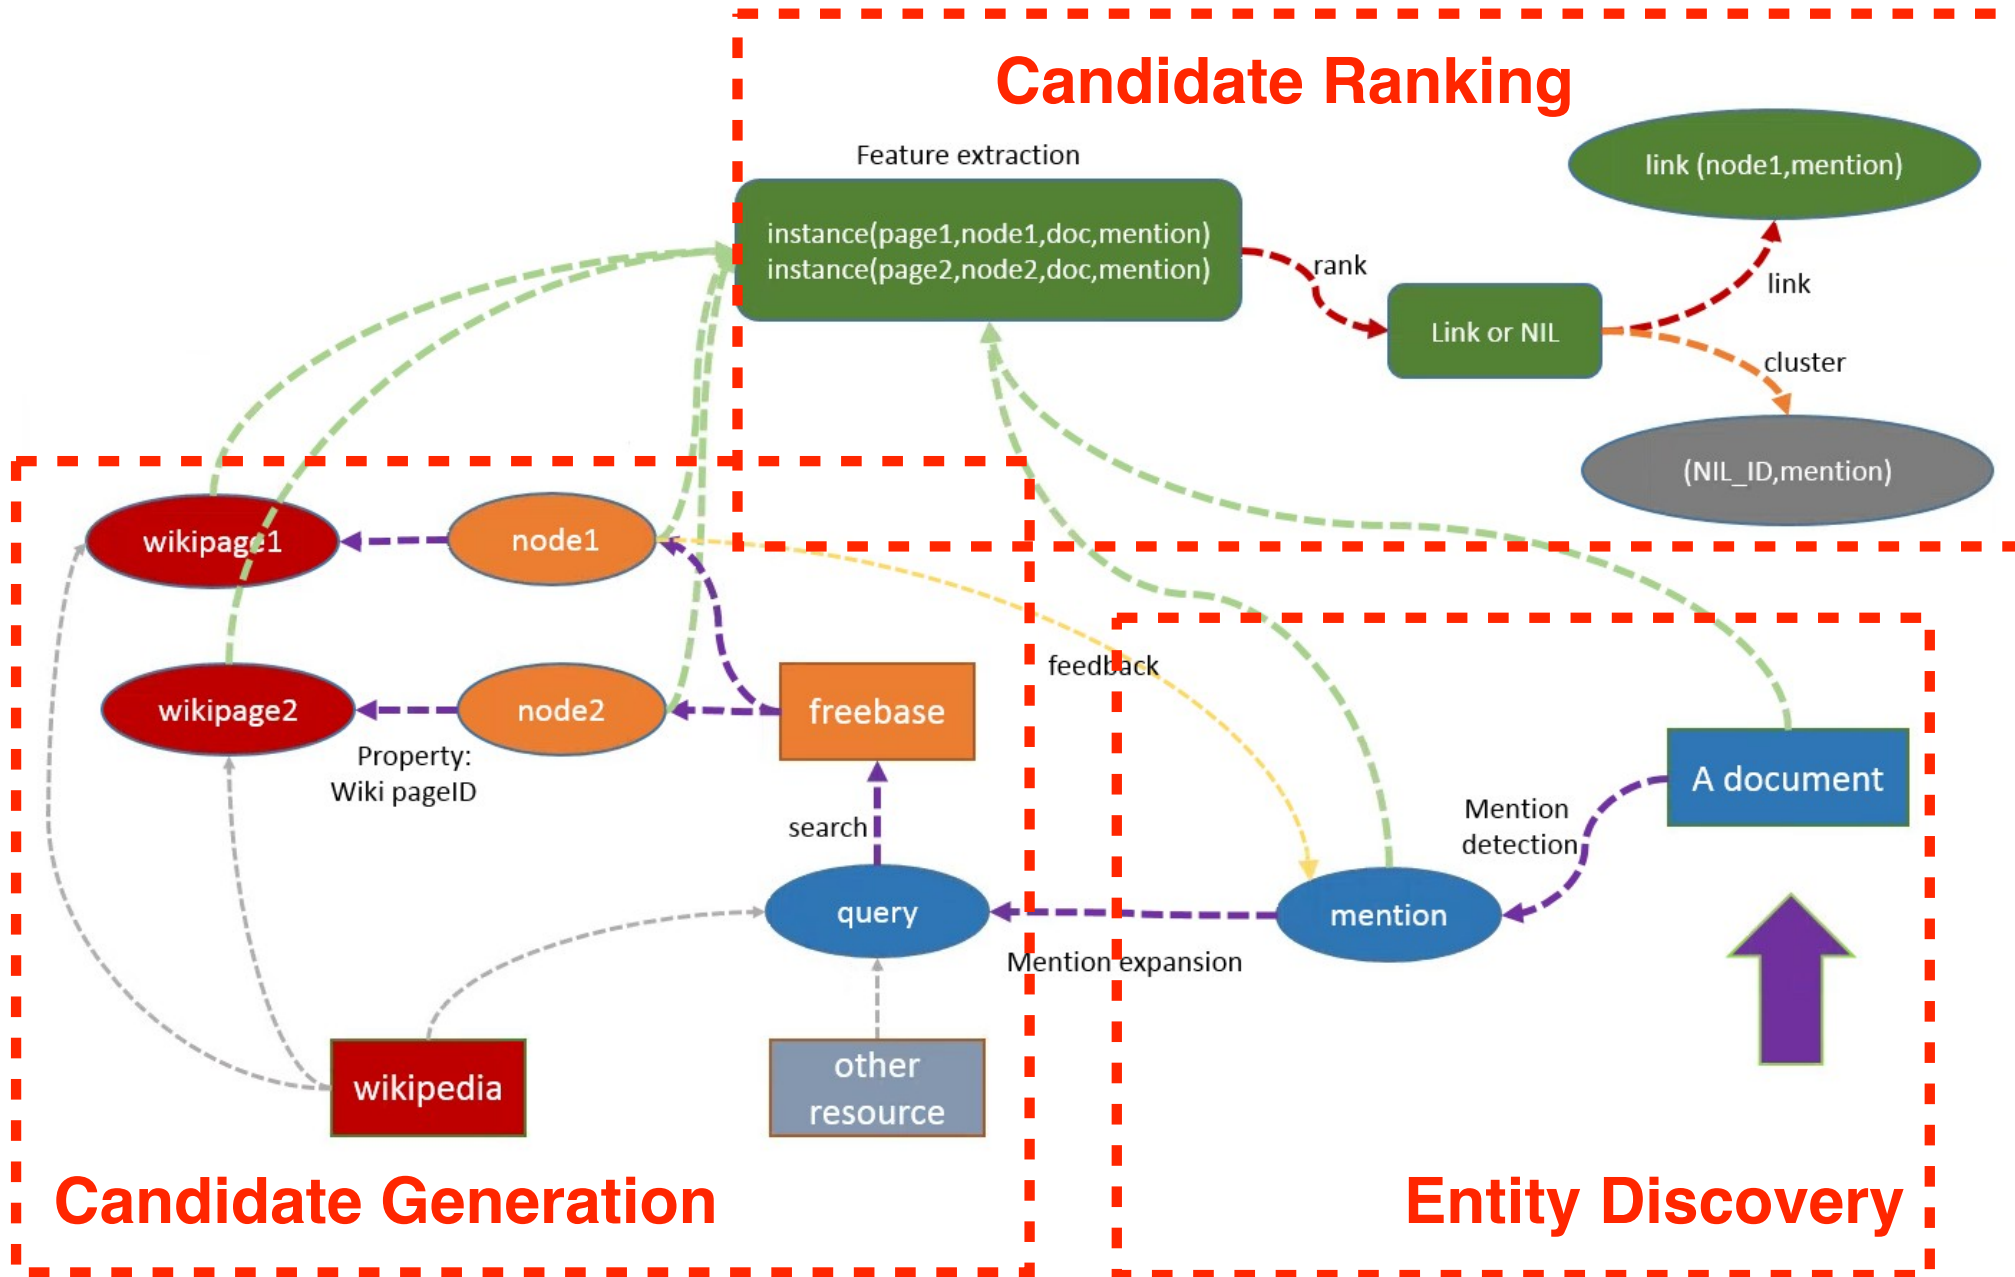 Candidate Ranking
Feature extraction
instance(page1,node1,doc,mention)
instance(page2,node2,doc,mention)
rank
Link or NIL
link (node1,mention)
link
cluster
(NIL_ID,mention)
wikipage1
node1
wikipage2
node2
freebase
Property:
Wiki pageID
search
query
feedback
Mention expansion
mention
Mention
detection
A document
wikipedia
other
resource
Candidate Generation
Entity Discovery